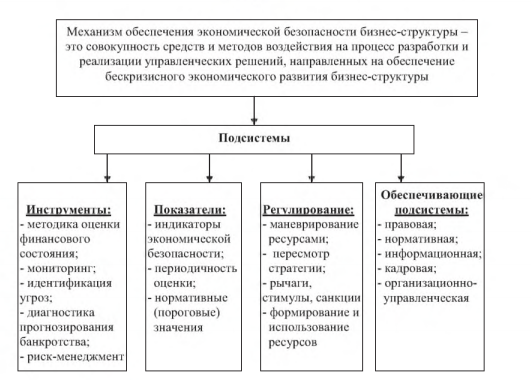 Механизм обеспечения экономической безопасности бизнес-структуры –
это совокупность средств и методов воздействия на процесс разработки и
реализации управленческих решений, направленных на обеспечение
бескризисного экономического развития бизнес-структуры
Подсистемы
Инструменты:
- методика оценки
финансового
состояния;
- мониторинг;
- идентификация
угроз;
- диагностика
прогнозирования
банкротства;
- риск-менеджмент
Показатели:
- индикаторы
экономической
безопасности;
- периодичность
оценки;
- нормативные
(пороговые)
значения
Регулирование:
- маневрирование
ресурсами;
- пересмотр
стратегии;
- рычаги,
стимулы, санкции
- формирование и
использование
ресурсов
Обеспечивающие
подсистемы:
- правовая;
- нормативная;
- информационная;
- кадровая;
- организационно-
управленческая